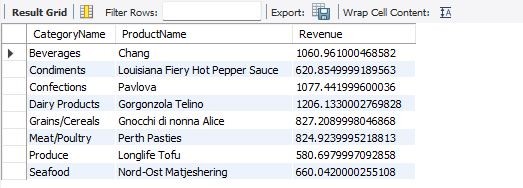 Result Grid Filter Rows: Export: Wrap Cell Content:
CategoryName ProductName Revenue
Beverages Chang 1060.961000468582
Condiments Louisiana Fiery Hot Pepper Sauce 620.8549999189563
Confections Pavlova 1077.441999600036
Dairy Products Gorgonzola Telino 1206.1330002769828
Grains/Cereals Gnocchi di nonna Alice 827.2089998046868
Meat/Poultry Perth Pasties 824.9239995218813
Produce Longlife Tofu 580.6979997092858
Seafood Nord-Ost Matjeshering 660.0420000255108